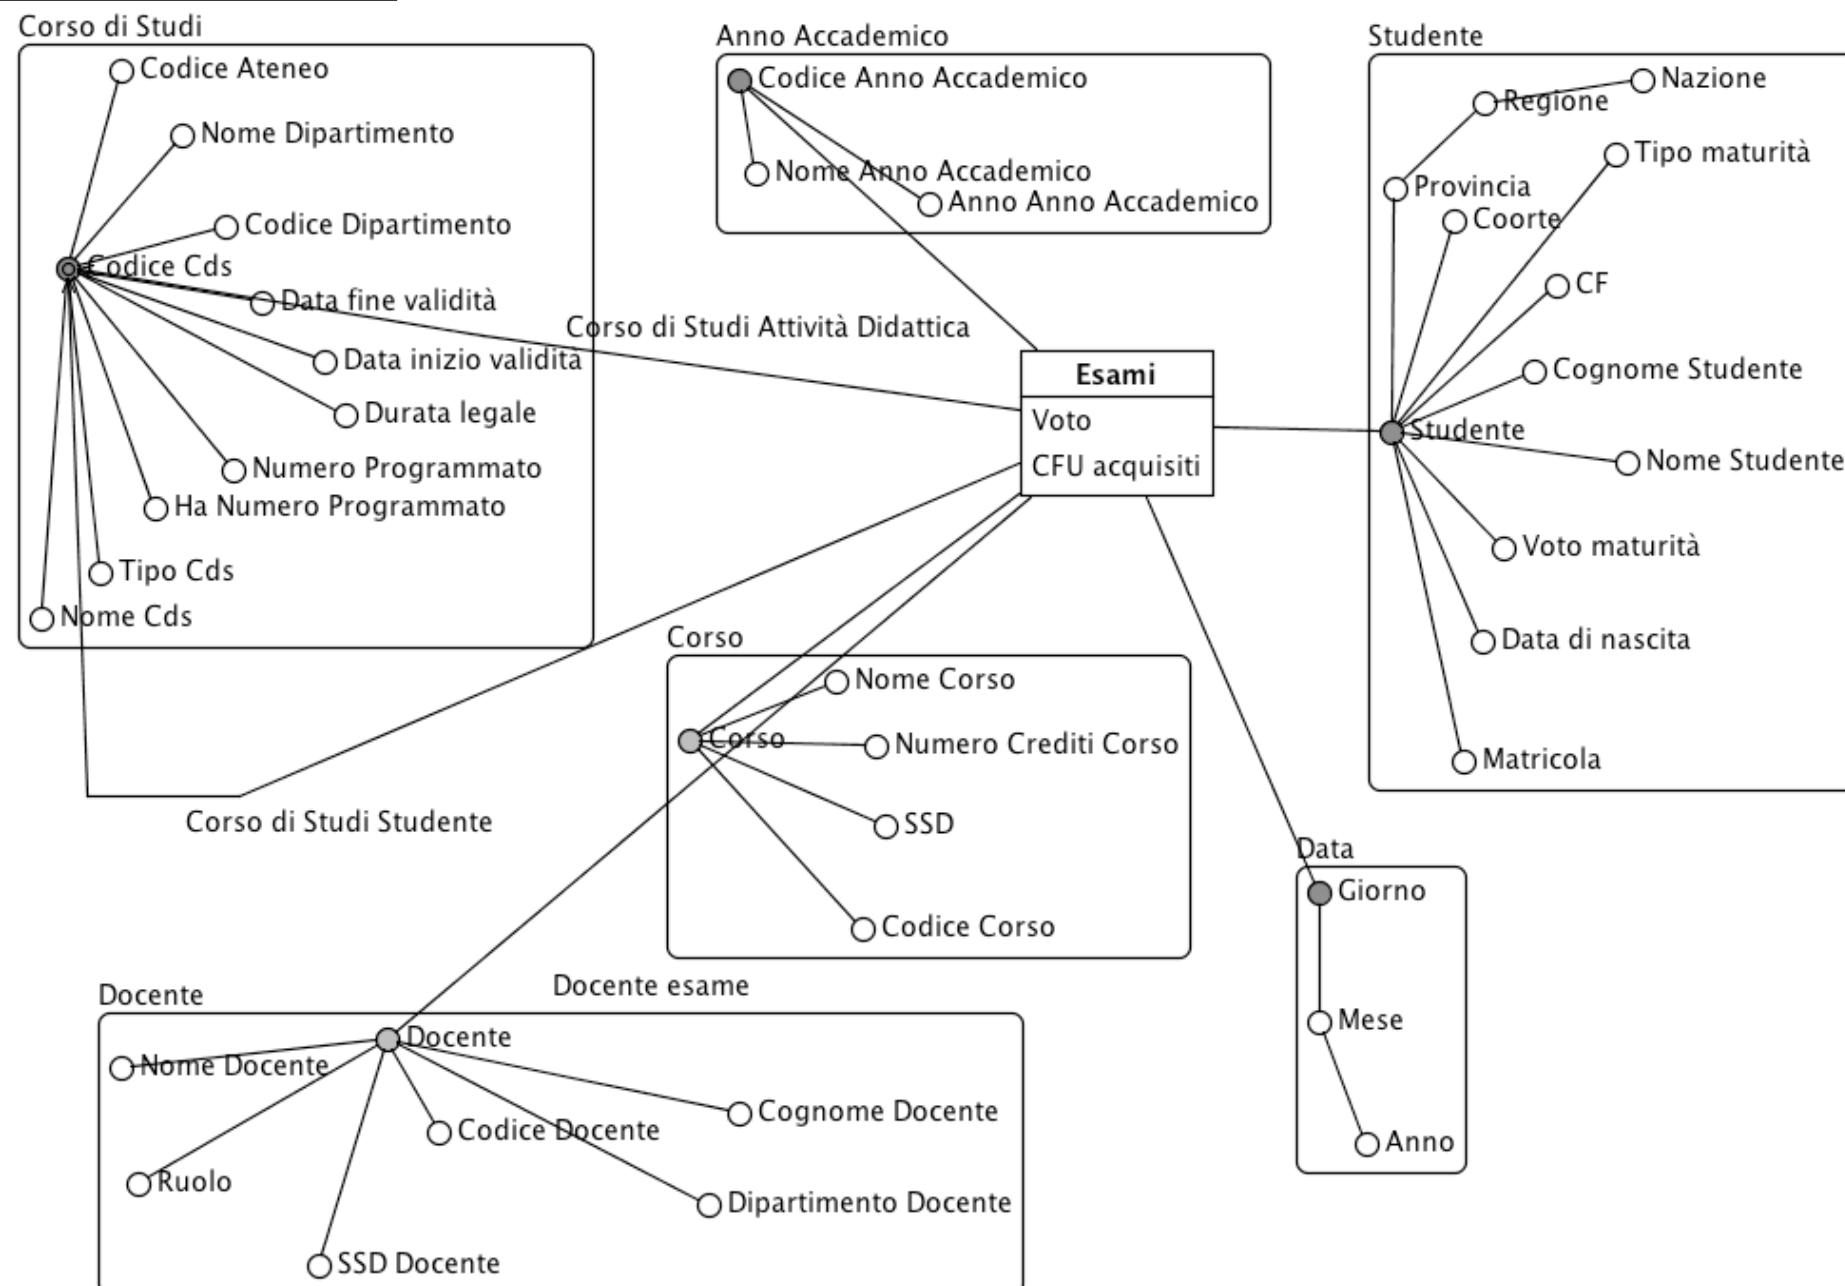 Corso di Studi
Codice Ateneo
Nome Dipartimento
Codice Dipartimento
Codice Cds
Data fine validità
Data inizio validità
Durata legale
Numero Programmato
Ha Numero Programmato
Tipo Cds
Nome Cds
Anno Accademico
Codice Anno Accademico
Nome Anno Accademico
Anno Anno Accademico
Studente
Nazione
Regione
Tipo maturità
Provincia
Coorte
CF
Cognome Studente
Studente
Nome Studente
Voto maturità
Data di nascita
Matricola
Corso di Studi Attività Didattica
Esami
Voto
CFU acquisiti
Corso di Studi Studente
Corso
Nome Corso
Corso
Numero Crediti Corso
SSD
Codice Corso
Data
Giorno
Mese
Anno
Docente esame
Docente
Docente
Nome Docente
Cognome Docente
Codice Docente
Ruolo
Dipartimento Docente
SSD Docente